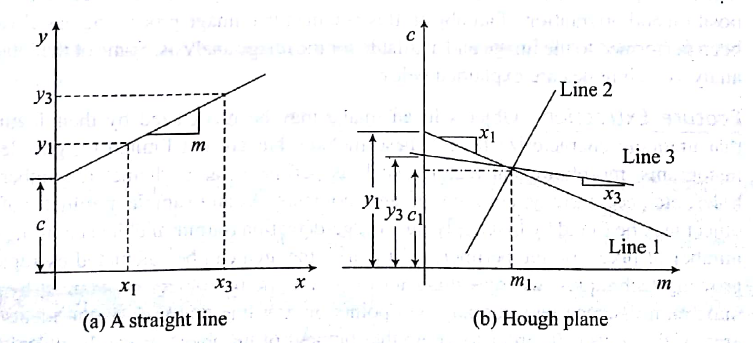 y
y3
y1
m
c
x1
x3
x
(a) A straight line
c
Line 2
x1
Line 3
x3
y1
y3
c1
Line 1
m1
m
(b) Hough plane